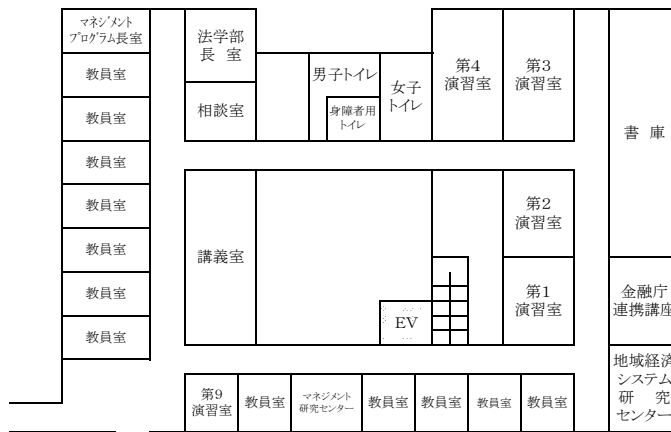 マネジメント
プログラム長室
教員室
教員室
教員室
教員室
教員室
教員室
教員室
法学部
長 室
相談室
男子トイレ
身障者用
トイレ
女子
トイレ
第4
演習室
第3
演習室
書 庫
講義室
EV
第2
演習室
第1
演習室
金融庁
連携講座
地域経済
システム
研 究
センター
第9
演習室
教員室
マネジメント
研究センター
教員室
教員室
教員室
教員室